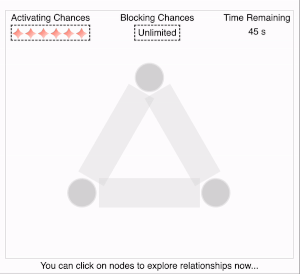 Activating Chances
Blocking Chances
Time Remaining
Unlimited
45 s
You can click on nodes to explore relationships now...